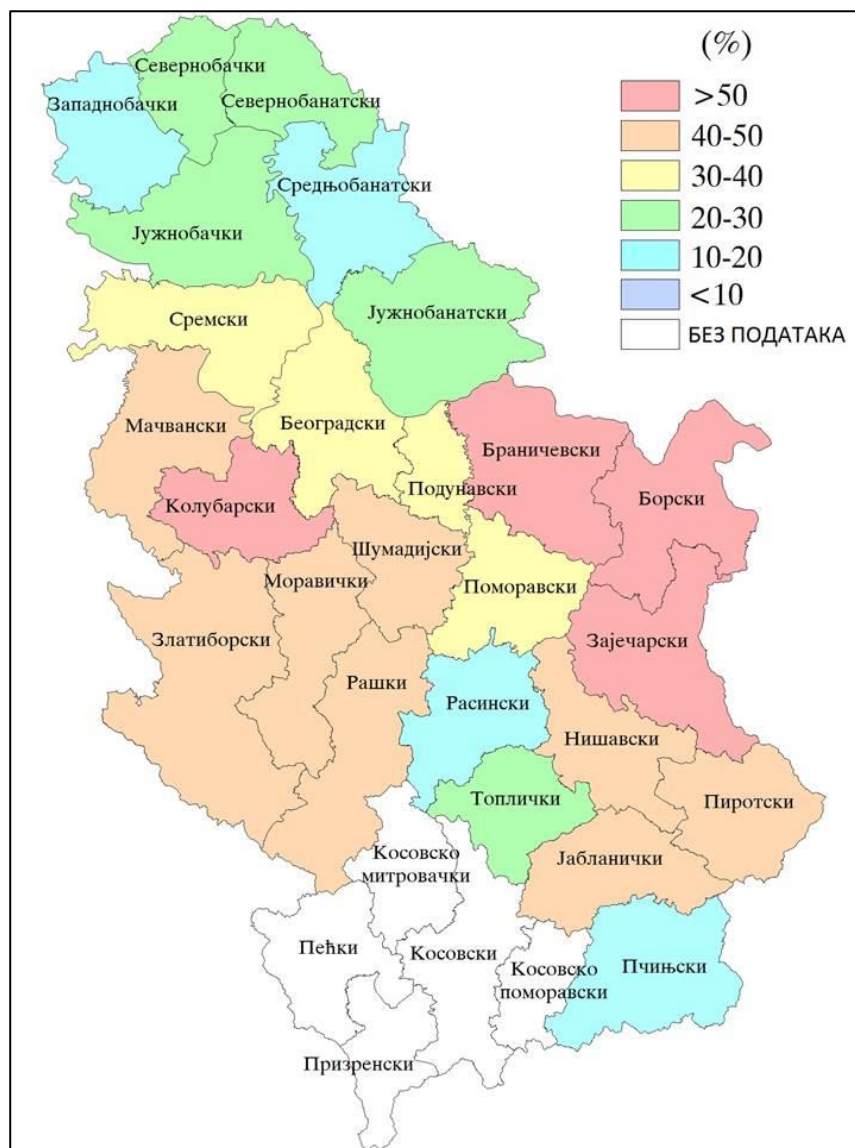 (%)
>50
40-50
30-40
20-30
10-20
<10
БЕЗ ПОДАТАКА
Севернобачки
Западнобачки
Севернобанатски
Средњобанатски
Јужнобачки
Јужнобанатски
Сремски
Мачвански
Београдски
Браничевски
Подунавски
Борски
Колубарски
Шумадијски
Моравички
Поморавски
Златиборски
Зајечарски
Рашки
Расински
Нишавски
Топлички
Пиротски
Косовско
митровачки
Јабланички
Пећки
Косовски
Косовско
поморавски
Пчињски
Призренски